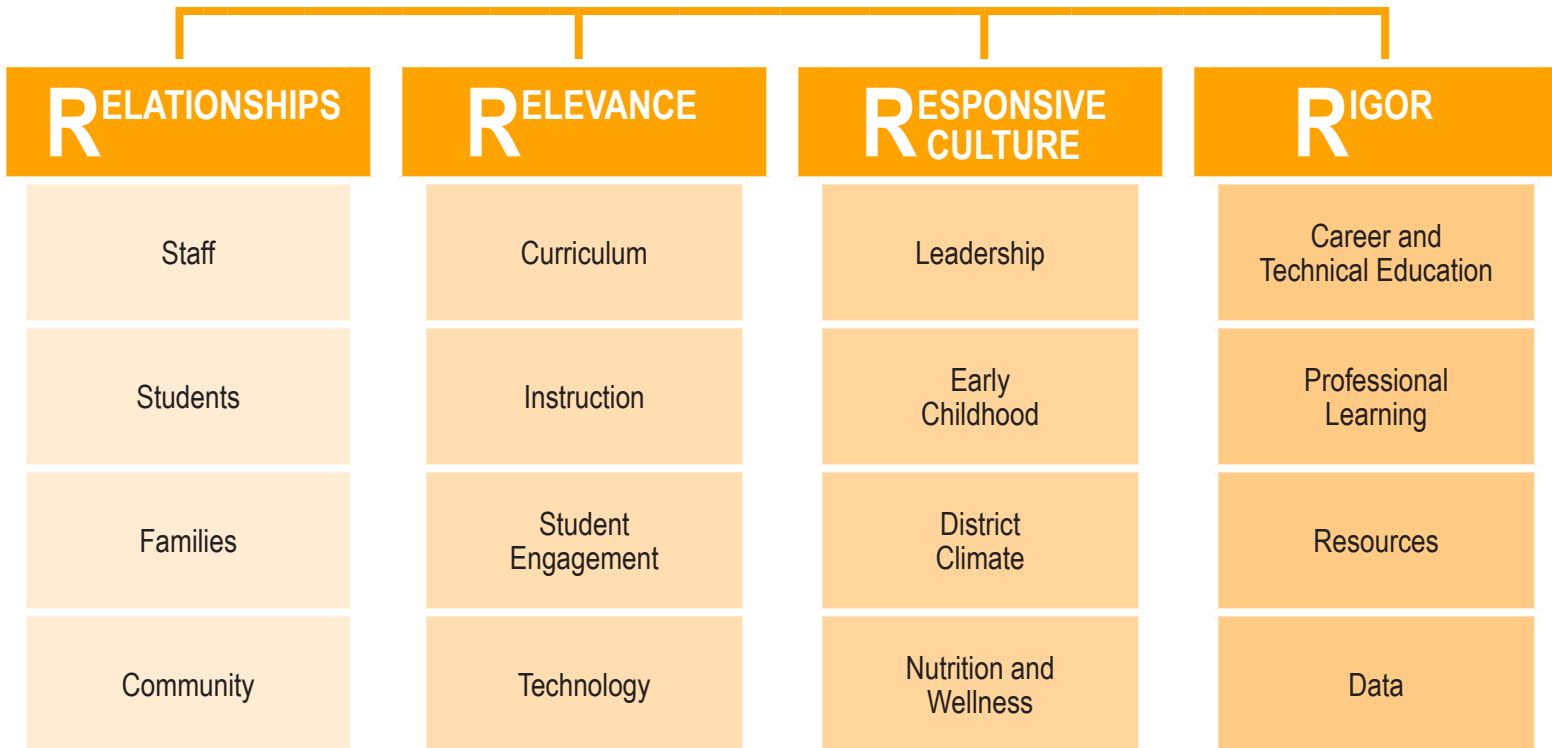 RELATIONSHIPS
Staff
Students
Families
Community
RELEVANCE
Curriculum
Instruction
Student
Engagement
Technology
RESPONSIVE
CULTURE
Leadership
Early
Childhood
District
Climate
Nutrition and
Wellness
RIGOR
Career and
Technical Education
Professional
Learning
Resources
Data